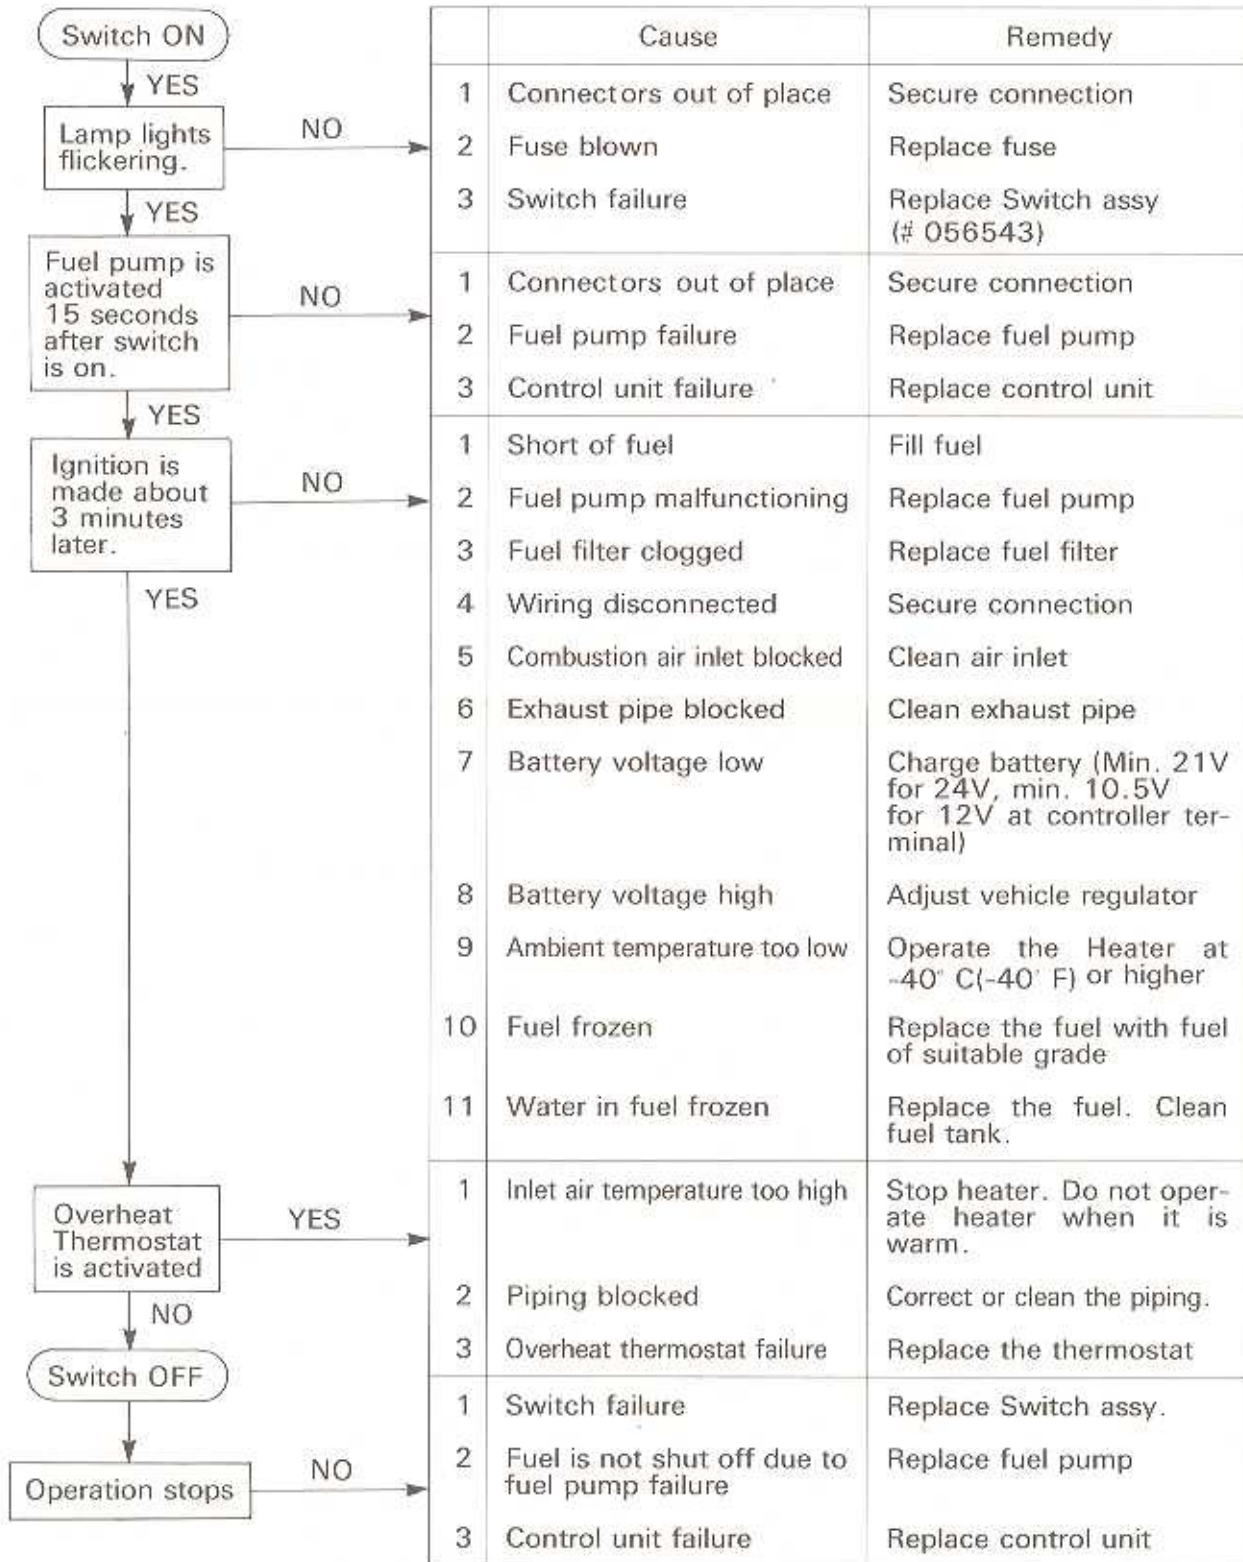 Switch ON
YES
Lamp lights
flickering.
NO
YES
Fuel pump is
activated
15 seconds
after switch
is on.
NO
YES
Ignition is
made about
3 minutes
later.
NO
YES
Overheat
Thermostat
is activated
YES
NO
Switch OFF
Operation stops
NO
Cause Remedy
1 Connectors out of place Secure connection
2 Fuse blown Replace fuse
3 Switch failure Replace Switch assy
(# 056543)
1 Connectors out of place Secure connection
2 Fuel pump failure Replace fuel pump
3 Control unit failure Replace control unit
1 Short of fuel Fill fuel
2 Fuel pump malfunctioning Replace fuel pump
3 Fuel filter clogged Replace fuel filter
4 Wiring disconnected Secure connection
5 Combustion air inlet blocked Clean air inlet
6 Exhaust pipe blocked Clean exhaust pipe
7 Battery voltage low Charge battery (Min. 21V
for 24V, min. 10.5V
for 12V at controller ter-
minal)
8 Battery voltage high Adjust vehicle regulator
9 Ambient temperature too low Operate the Heater at
-40° C(-40° F) or higher
10 Fuel frozen Replace the fuel with fuel
of suitable grade
11 Water in fuel frozen Replace the fuel. Clean
fuel tank.
1 Inlet air temperature too high Stop heater. Do not oper-
ate heater when it is
warm.
2 Piping blocked Correct or clean the piping.
3 Overheat thermostat failure Replace the thermostat
1 Switch failure Replace Switch assy.
2 Fuel is not shut off due to Replace fuel pump
fuel pump failure
3 Control unit failure Replace control unit